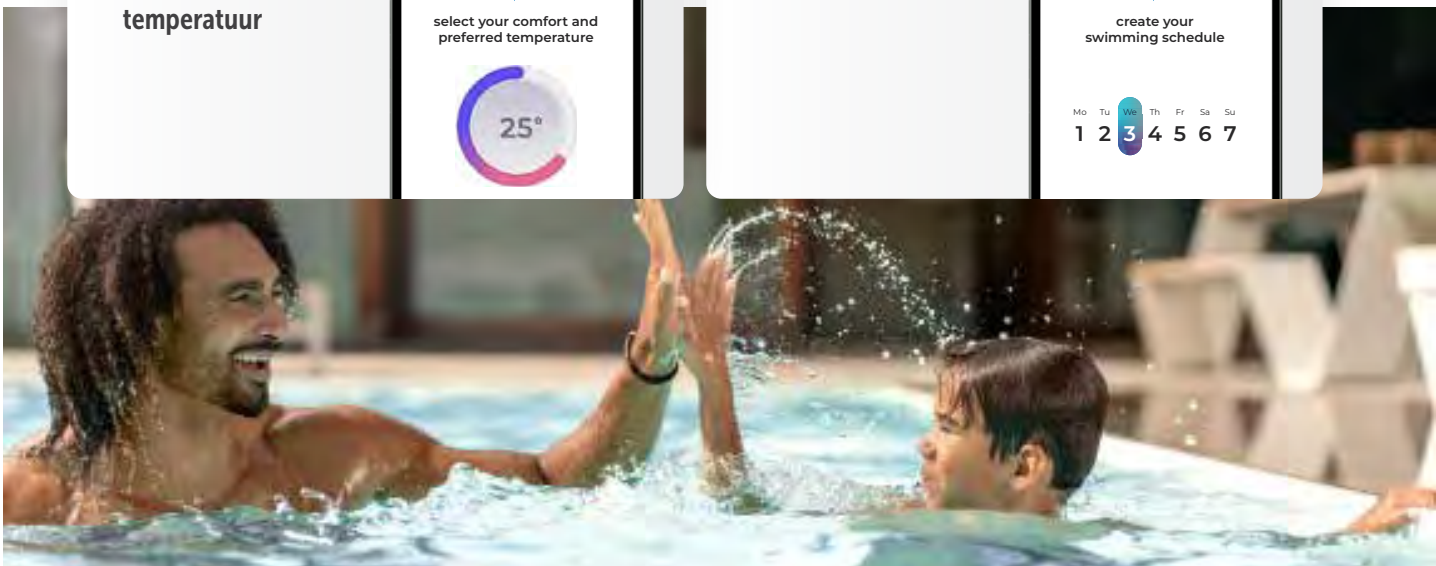 temperatuur
select your comfort and
preferred temperature
25°
create your
swimming schedule
Mo Tu We Th Fr Sa Su
1 2 3 4 5 6 7